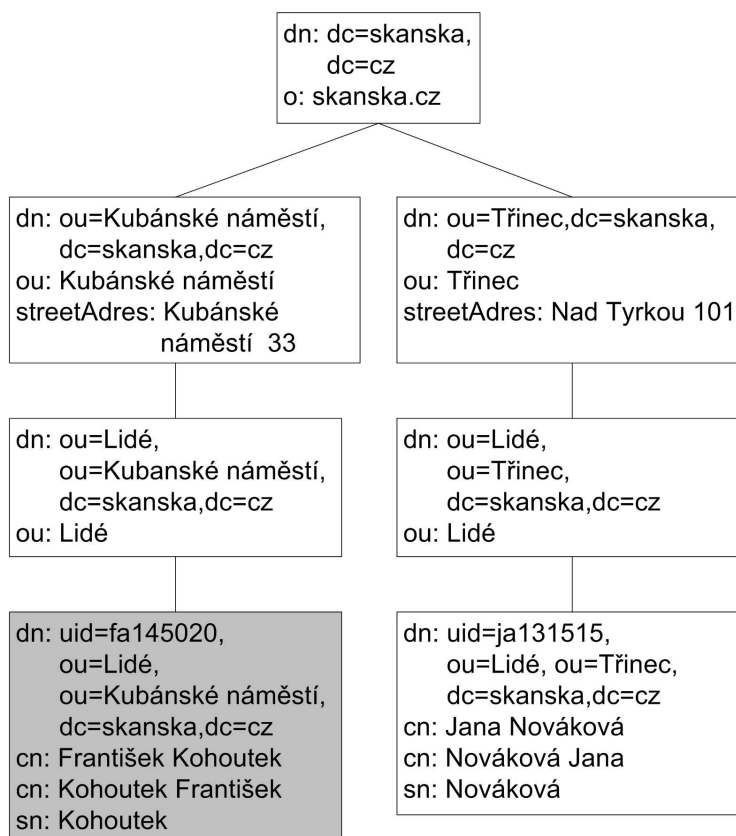 dn: dc=skanska,
dc=cz
o: skanska.cz
dn: ou=Kubánské náměstí,
dc=skanska,dc=cz
ou: Kubánské náměstí
streetAdres: Kubánské
náměstí 33
dn: ou=Třinec,dc=skanska,
dc=cz
ou: Třinec
streetAdres: Nad Tyrkou 101
dn: ou=Lidé,
ou=Kubanské náměstí,
dc=skanska,dc=cz
ou: Lidé
dn: ou=Lidé,
ou=Třinec,
dc=skanska,dc=cz
ou: Lidé
dn: uid=fa145020,
ou=Lidé,
ou=Kubánské náměstí,
dc=skanska,dc=cz
cn: František Kohoutek
cn: Kohoutek František
sn: Kohoutek
dn: uid=ja131515,
ou=Lidé, ou=Třinec,
dc=skanska,dc=cz
cn: Jana Nováková
cn: Nováková Jana
sn: Nováková